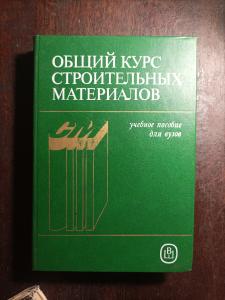 ОБЩИЙ КУРС
СТРОИТЕЛЬНЫХ
МАТЕРИАЛОВ
учебное пособие
для вузов